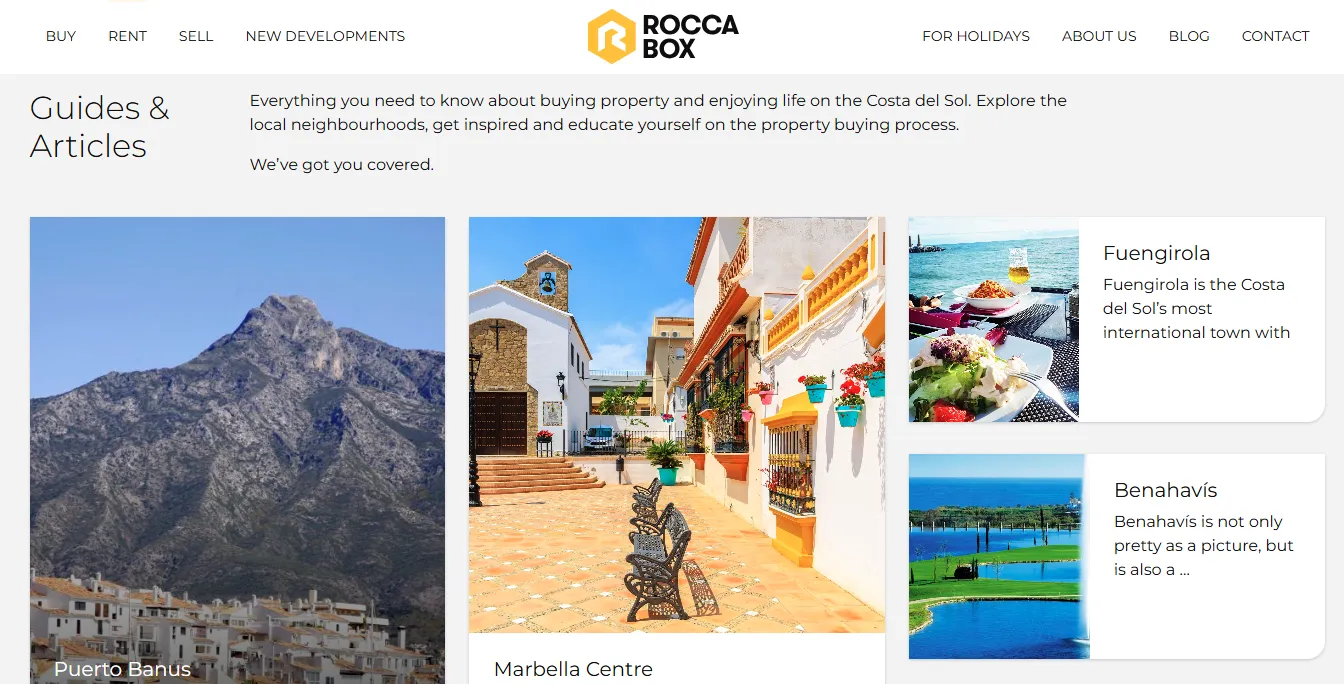 BUY
RENT
SELL
NEW DEVELOPMENTS
ROCCA
BOX
FOR HOLIDAYS
ABOUT US
BLOG
CONTACT
Guides &
Articles
Everything you need to know about buying property and enjoying life on the Costa del Sol. Explore the
local neighbourhoods, get inspired and educate yourself on the property buying process.
We’ve got you covered.
Puerto Banus
Marbella Centre
Fuengirola
Fuengirola is the Costa
del Sol’s most
international town with
Benahavís
Benahavís is not only
pretty as a picture, but
is also a ...